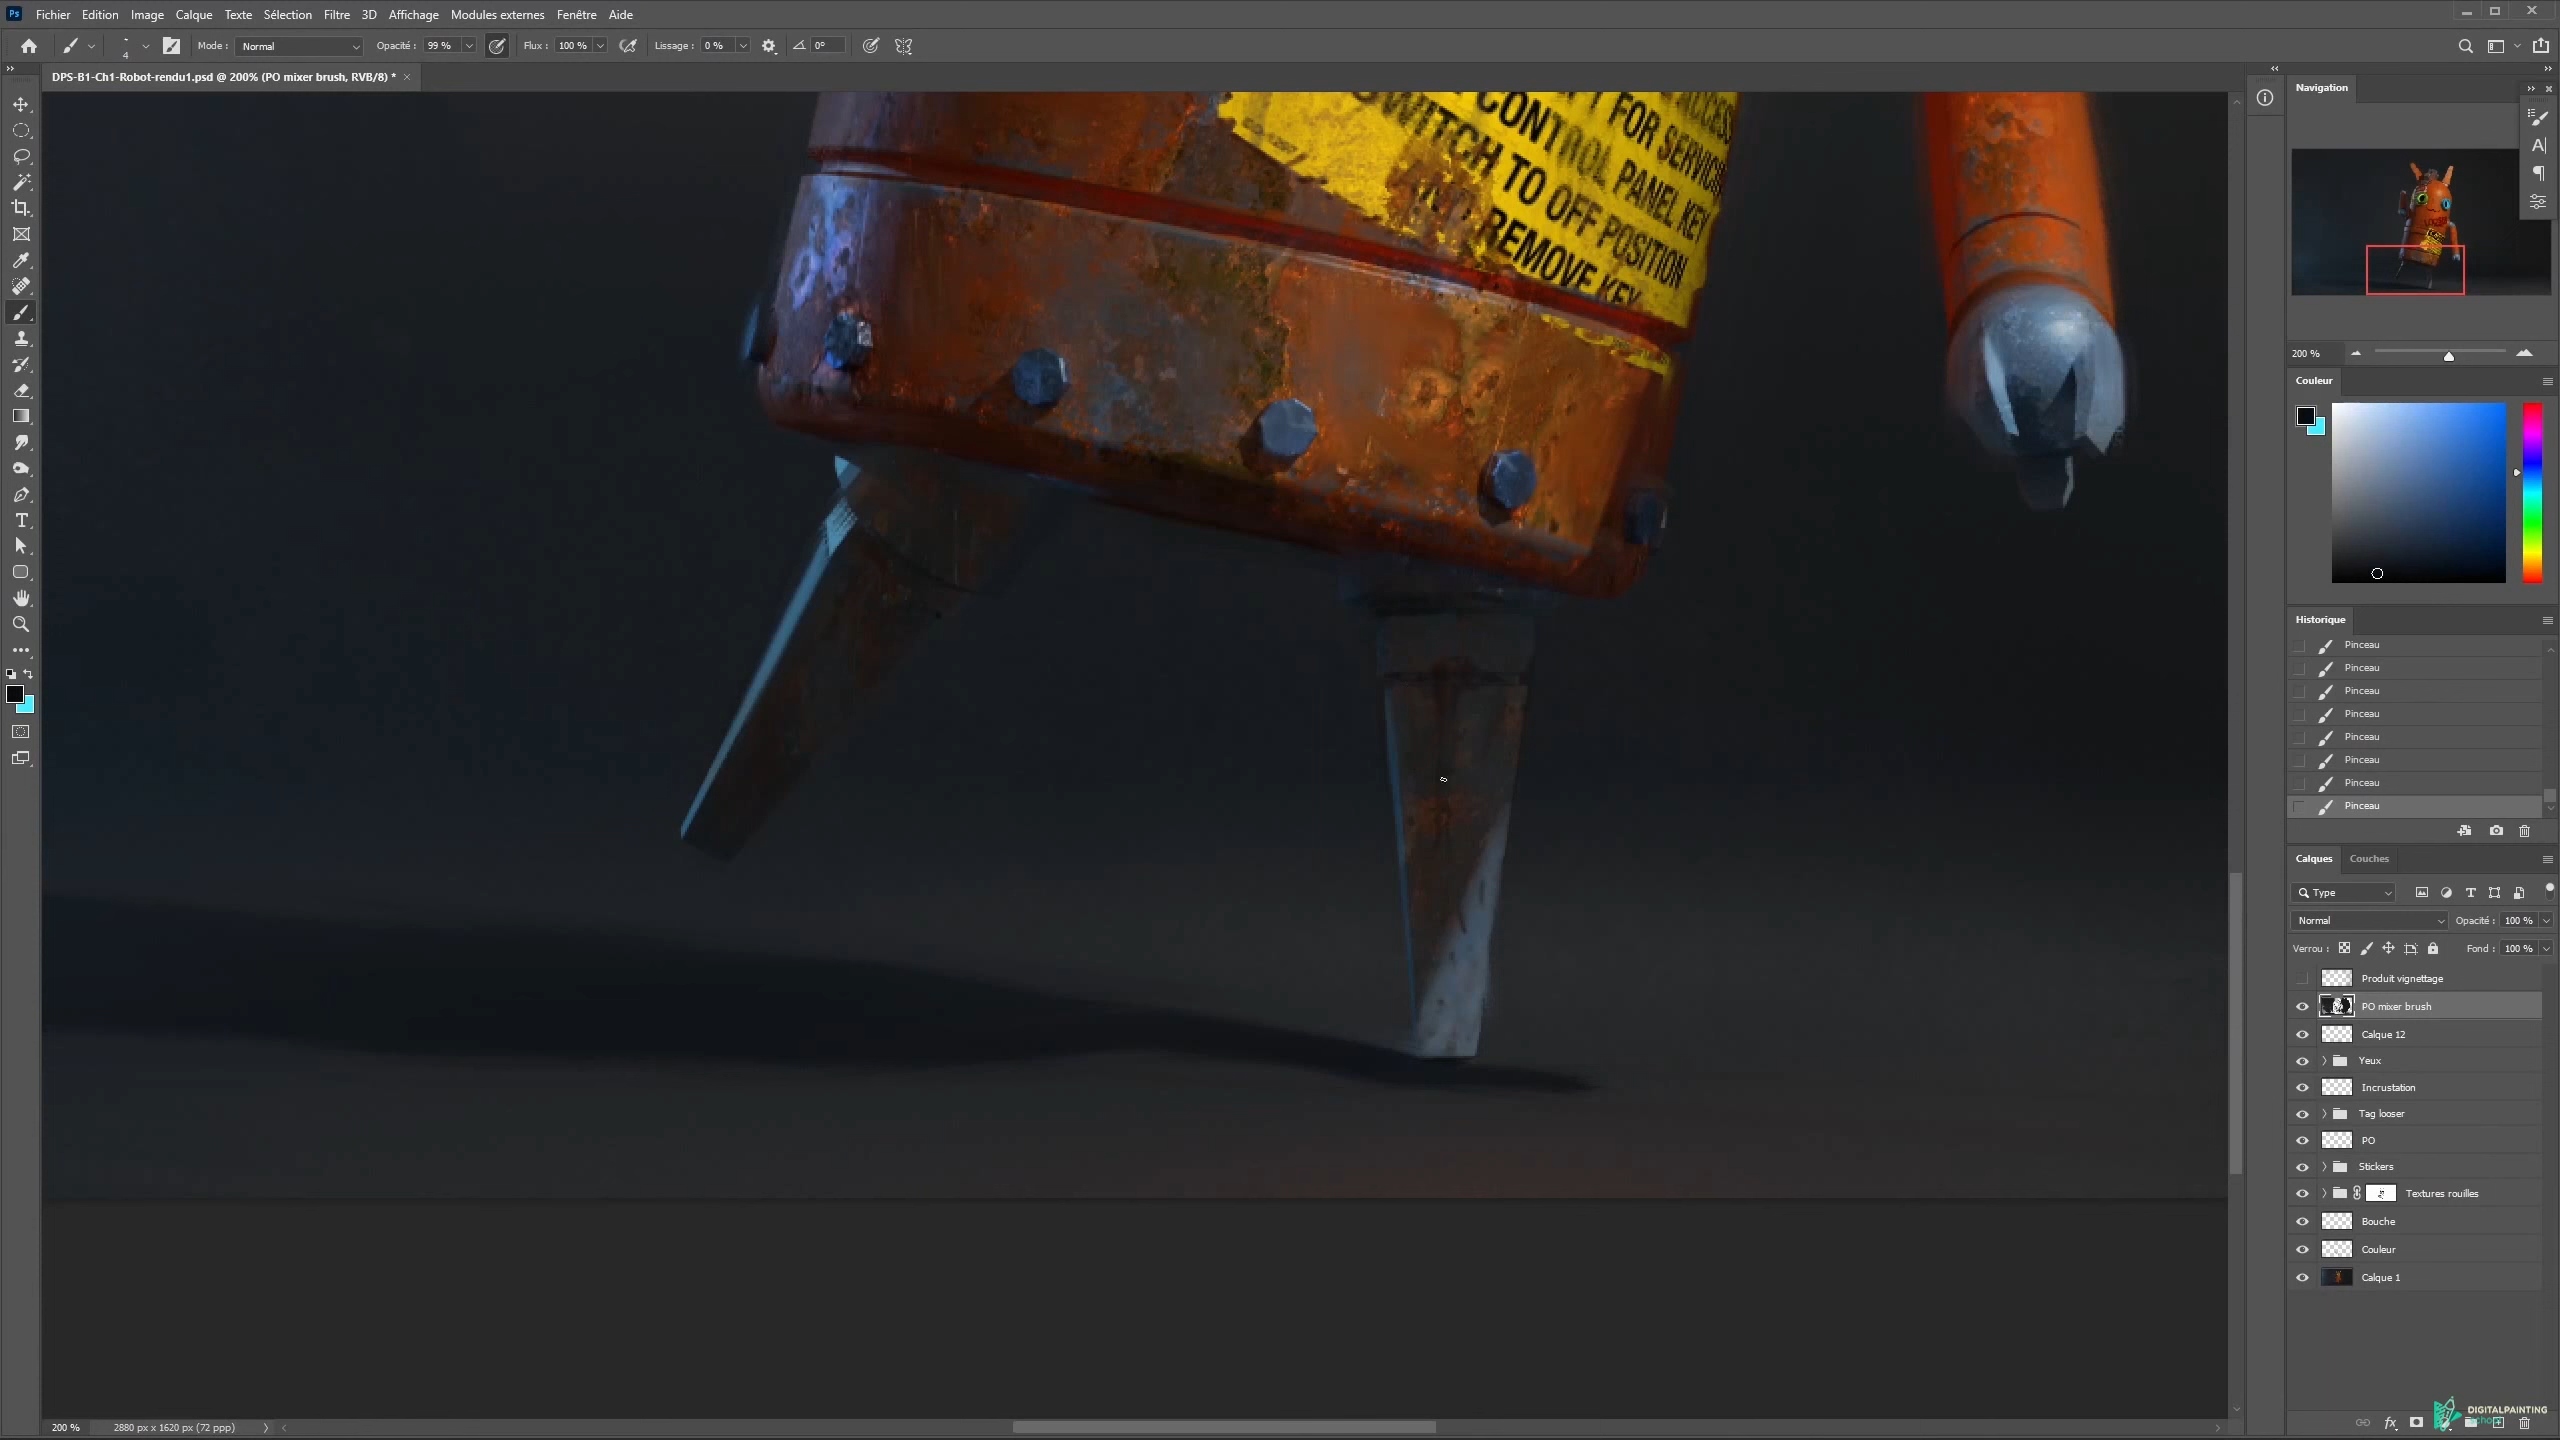 Ps Fichier Edition Image Calque Texte Sélection Filtre 3D Affichage Modules externes Fenêtre Aide
4 Mode : Normal Opacité : 99 % Flux : 100 % Lissage : 0 % 0°
DPS-B1-Ch1-Robot-rendu1.psd @ 200% (PO mixer brush, RVB/8) * ×
Navigation
200 %
Couleur
Historique
Pinceau
Pinceau
Pinceau
Pinceau
Pinceau
Pinceau
Pinceau
Pinceau
Calques Couches
Type
Normal Opacité : 100 %
Verrou : Fond : 100 %
Produit vignettage
PO mixer brush
Calque 12
Yeux
Incrustation
Tag looser
PO
Stickers
Textures rouilles
Bouche
Couleur
Calque 1
FOR SERVICE
CONTROL PANEL KEY
SWITCH TO OFF POSITION
REMOVE KEY
200 % 2880 px x 1620 px (72 ppp)
DIGITALPAINTING